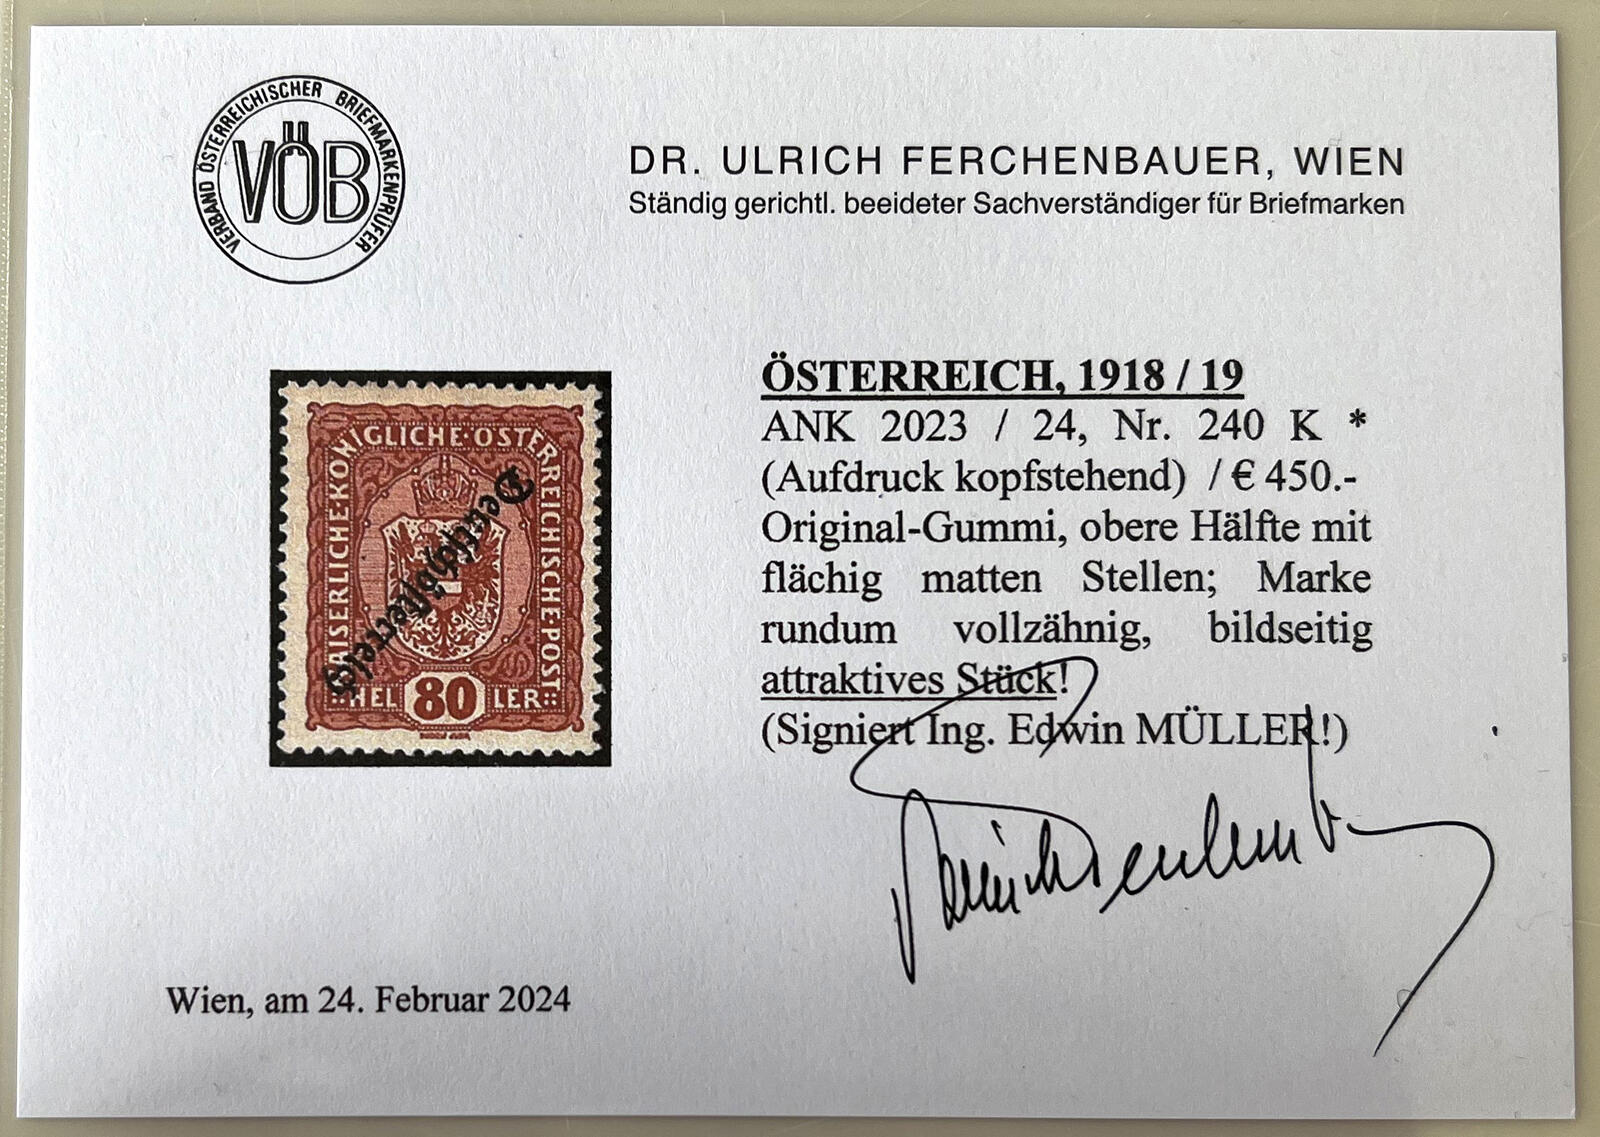 VERBAND ÖSTERREICHISCHER BRIEFMARKENPRÜFER
VÖB
DR. ULRICH FERCHENBAUER, WIEN
Ständig gerichtl. beeideter Sachverständiger für Briefmarken
KAISERLICHE·KÖNIGLICHE·ÖSTERREICHISCHE·POST
Deutschösterreich
HEL 80 LER
ÖSTERREICH, 1918 / 19
ANK 2023 / 24, Nr. 240 K *
(Aufdruck kopfstehend) / € 450.-
Original-Gummi, obere Hälfte mit
flächig matten Stellen; Marke
rundum vollzähnig, bildseitig
attraktives Stück!
(Signiert Ing. Edwin MÜLLER!)
Wien, am 24. Februar 2024